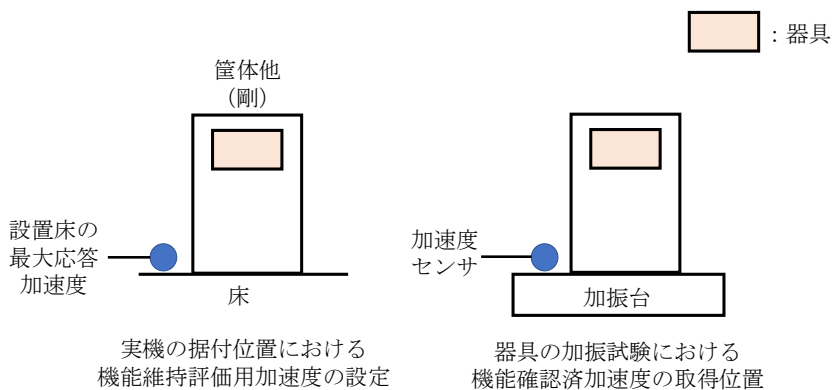 ：器具
筐体他
（剛）
設置床の
最大応答
加速度
床
実機の据付位置における
機能維持評価用加速度の設定
加速度
センサ
加振台
器具の加振試験における
機能確認済加速度の取得位置